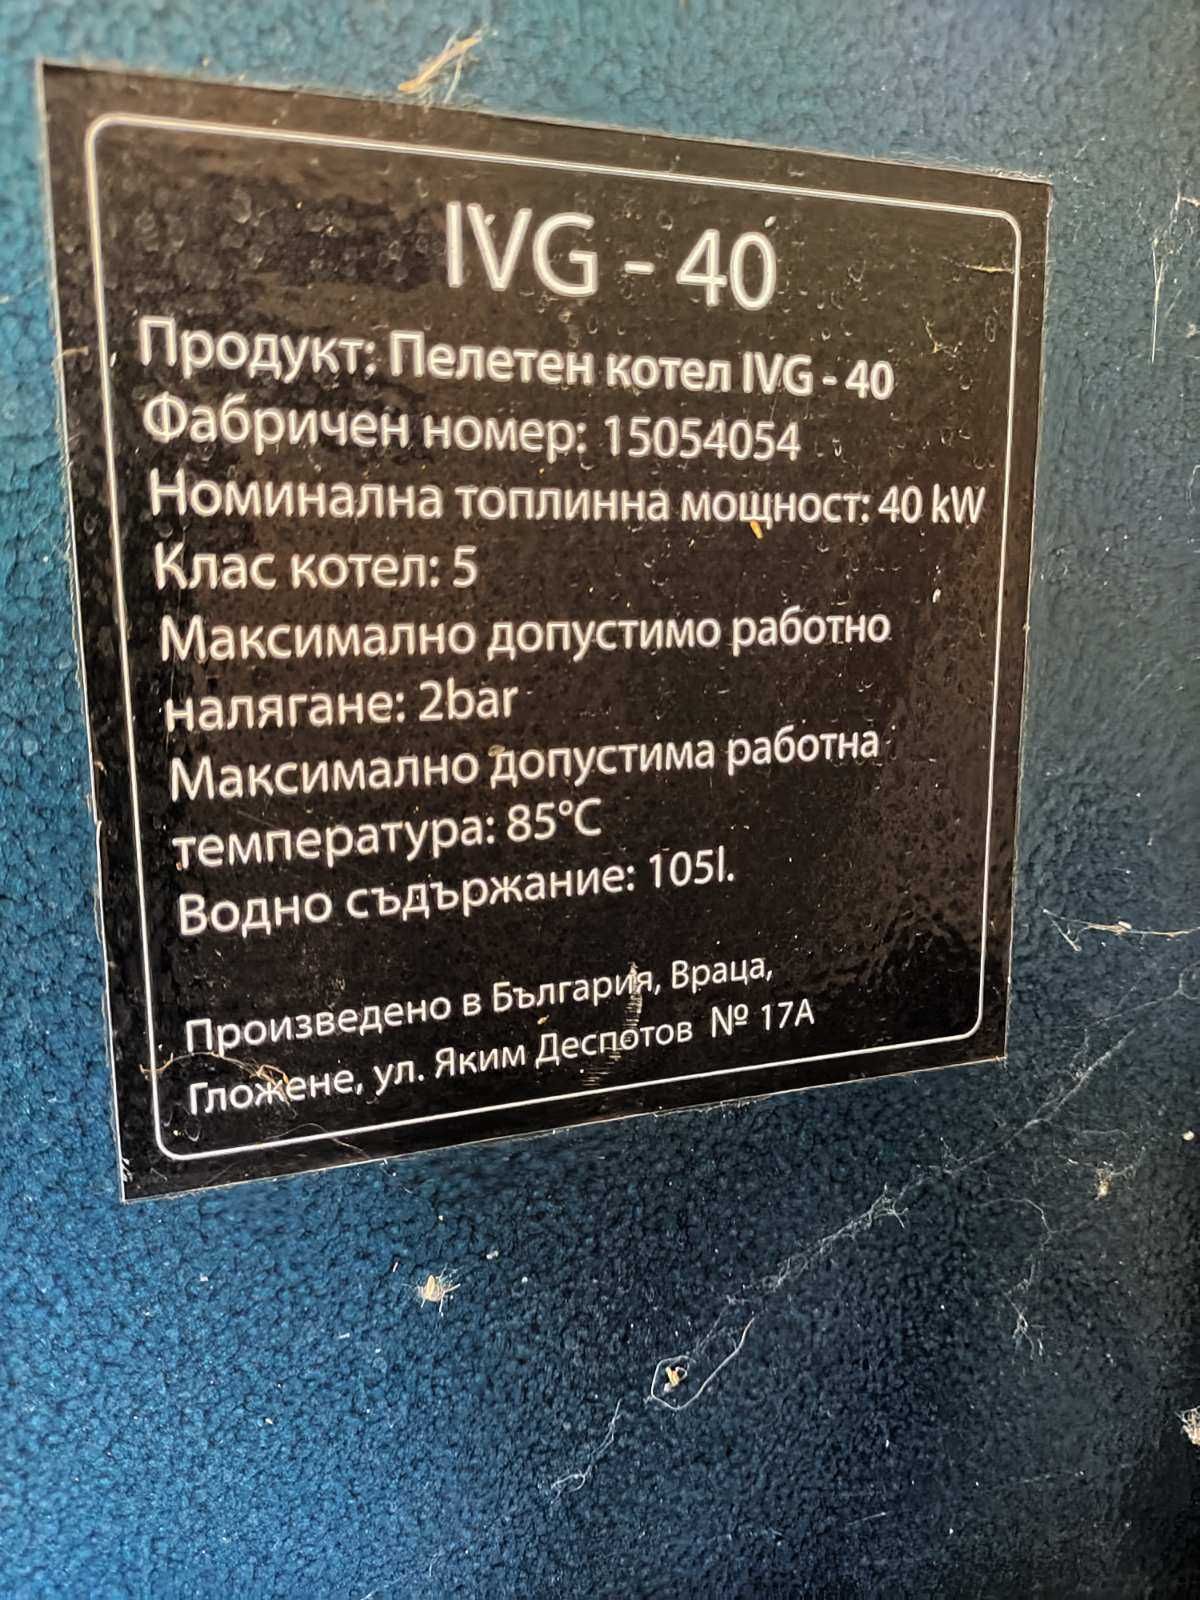 IVG - 40
Продукт: Пелетен котел IVG - 40
Фабричен номер: 15054054
Номинална топлинна мощност: 40 kW
Клас котел: 5
Максимално допустимо работно
налягане: 2bar
Максимално допустима работна
температура: 85°C
Водно съдържание: 105l.
Произведено в България, Враца,
Гложене, ул. Яким Деспотов № 17А